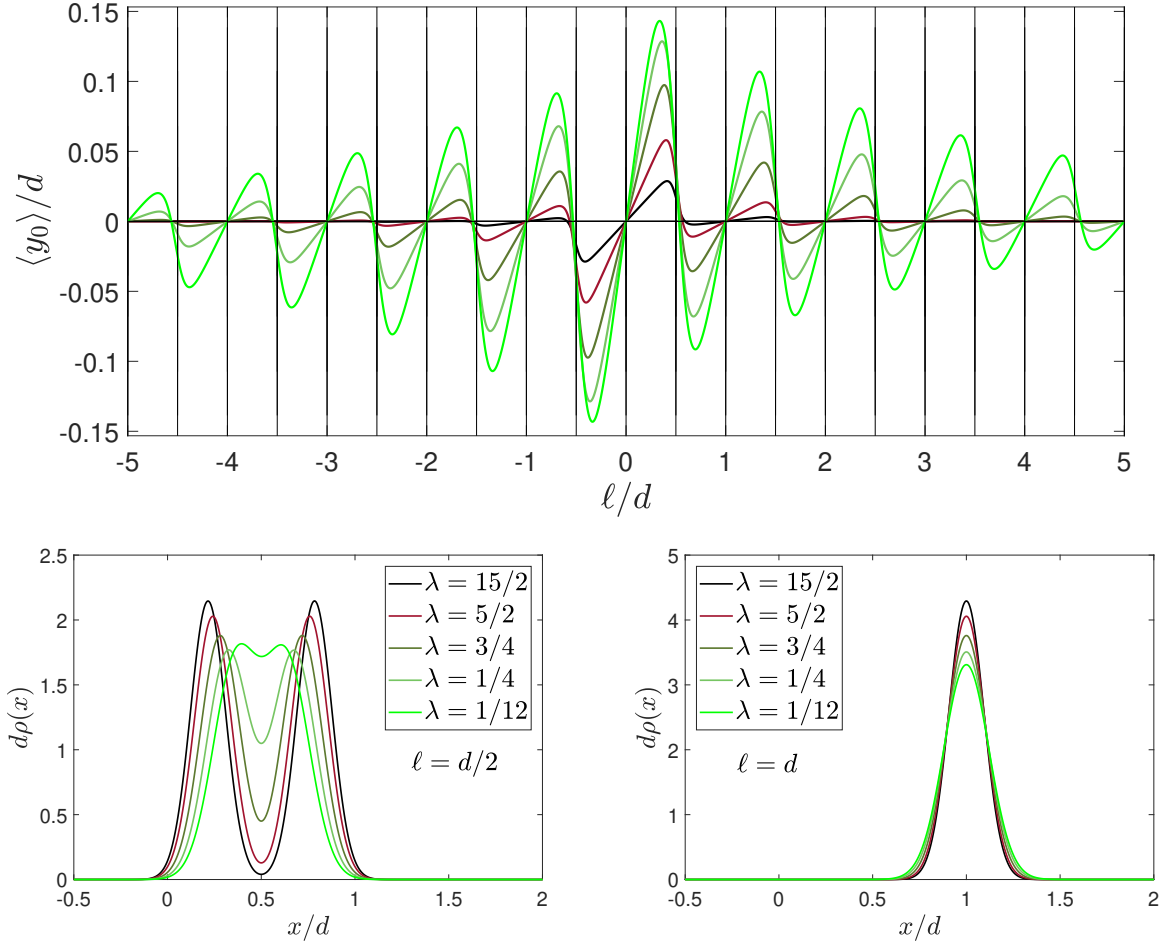 0.15
0.1
0.05
0
-0.05
-0.1
-0.15
⟨y₀⟩/d
-5 -4 -3 -2 -1 0 1 2 3 4 5
ℓ/d
2.5
2
1.5
1
0.5
0
dρ(x)
λ = 15/2
λ = 5/2
λ = 3/4
λ = 1/4
λ = 1/12
ℓ = d/2
-0.5 0 0.5 1 1.5 2
x/d
5
4
3
2
1
0
dρ(x)
λ = 15/2
λ = 5/2
λ = 3/4
λ = 1/4
λ = 1/12
ℓ = d
-0.5 0 0.5 1 1.5 2
x/d